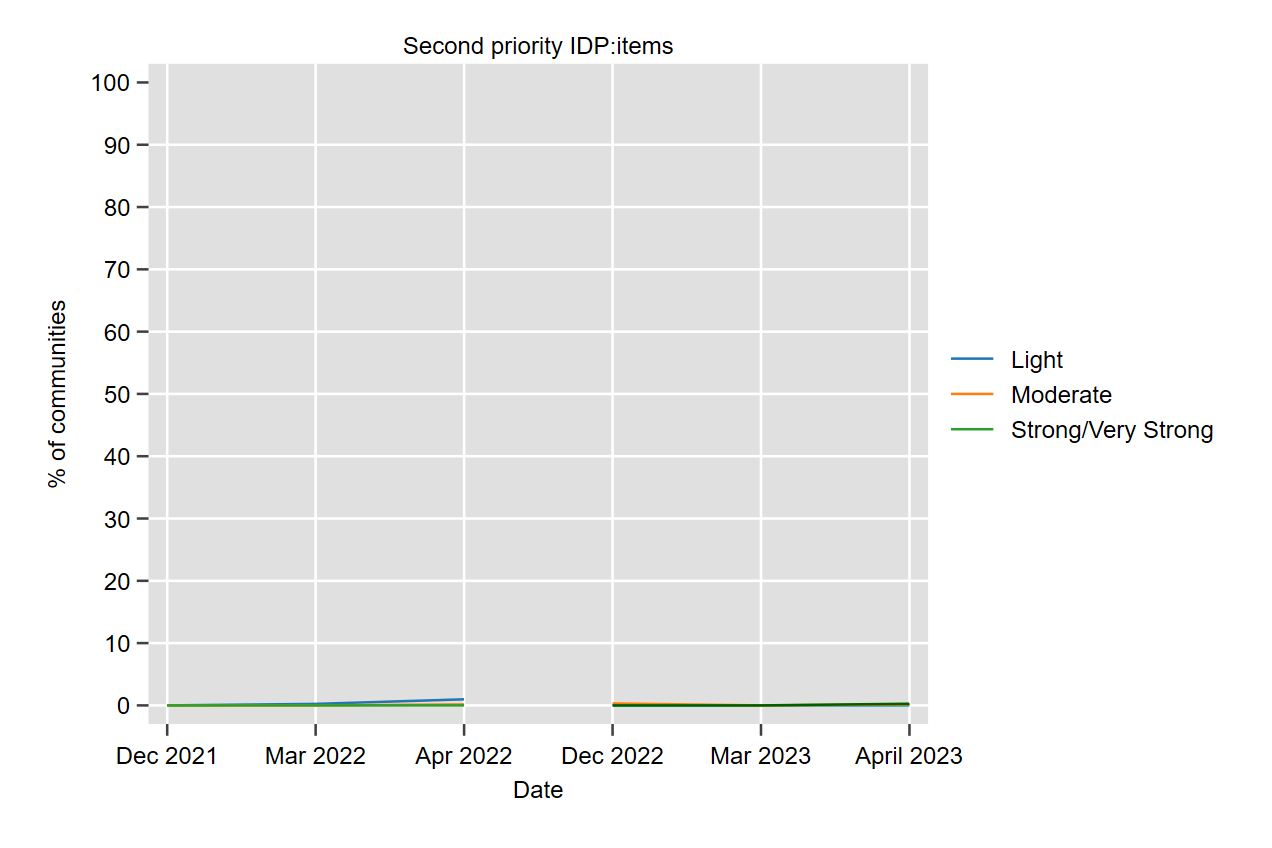 Second priority IDP:items
100
90
80
70
60
50
40
30
20
10
0
% of communities
Dec 2021 Mar 2022 Apr 2022 Dec 2022 Mar 2023 April 2023
Date
Light
Moderate
Strong/Very Strong